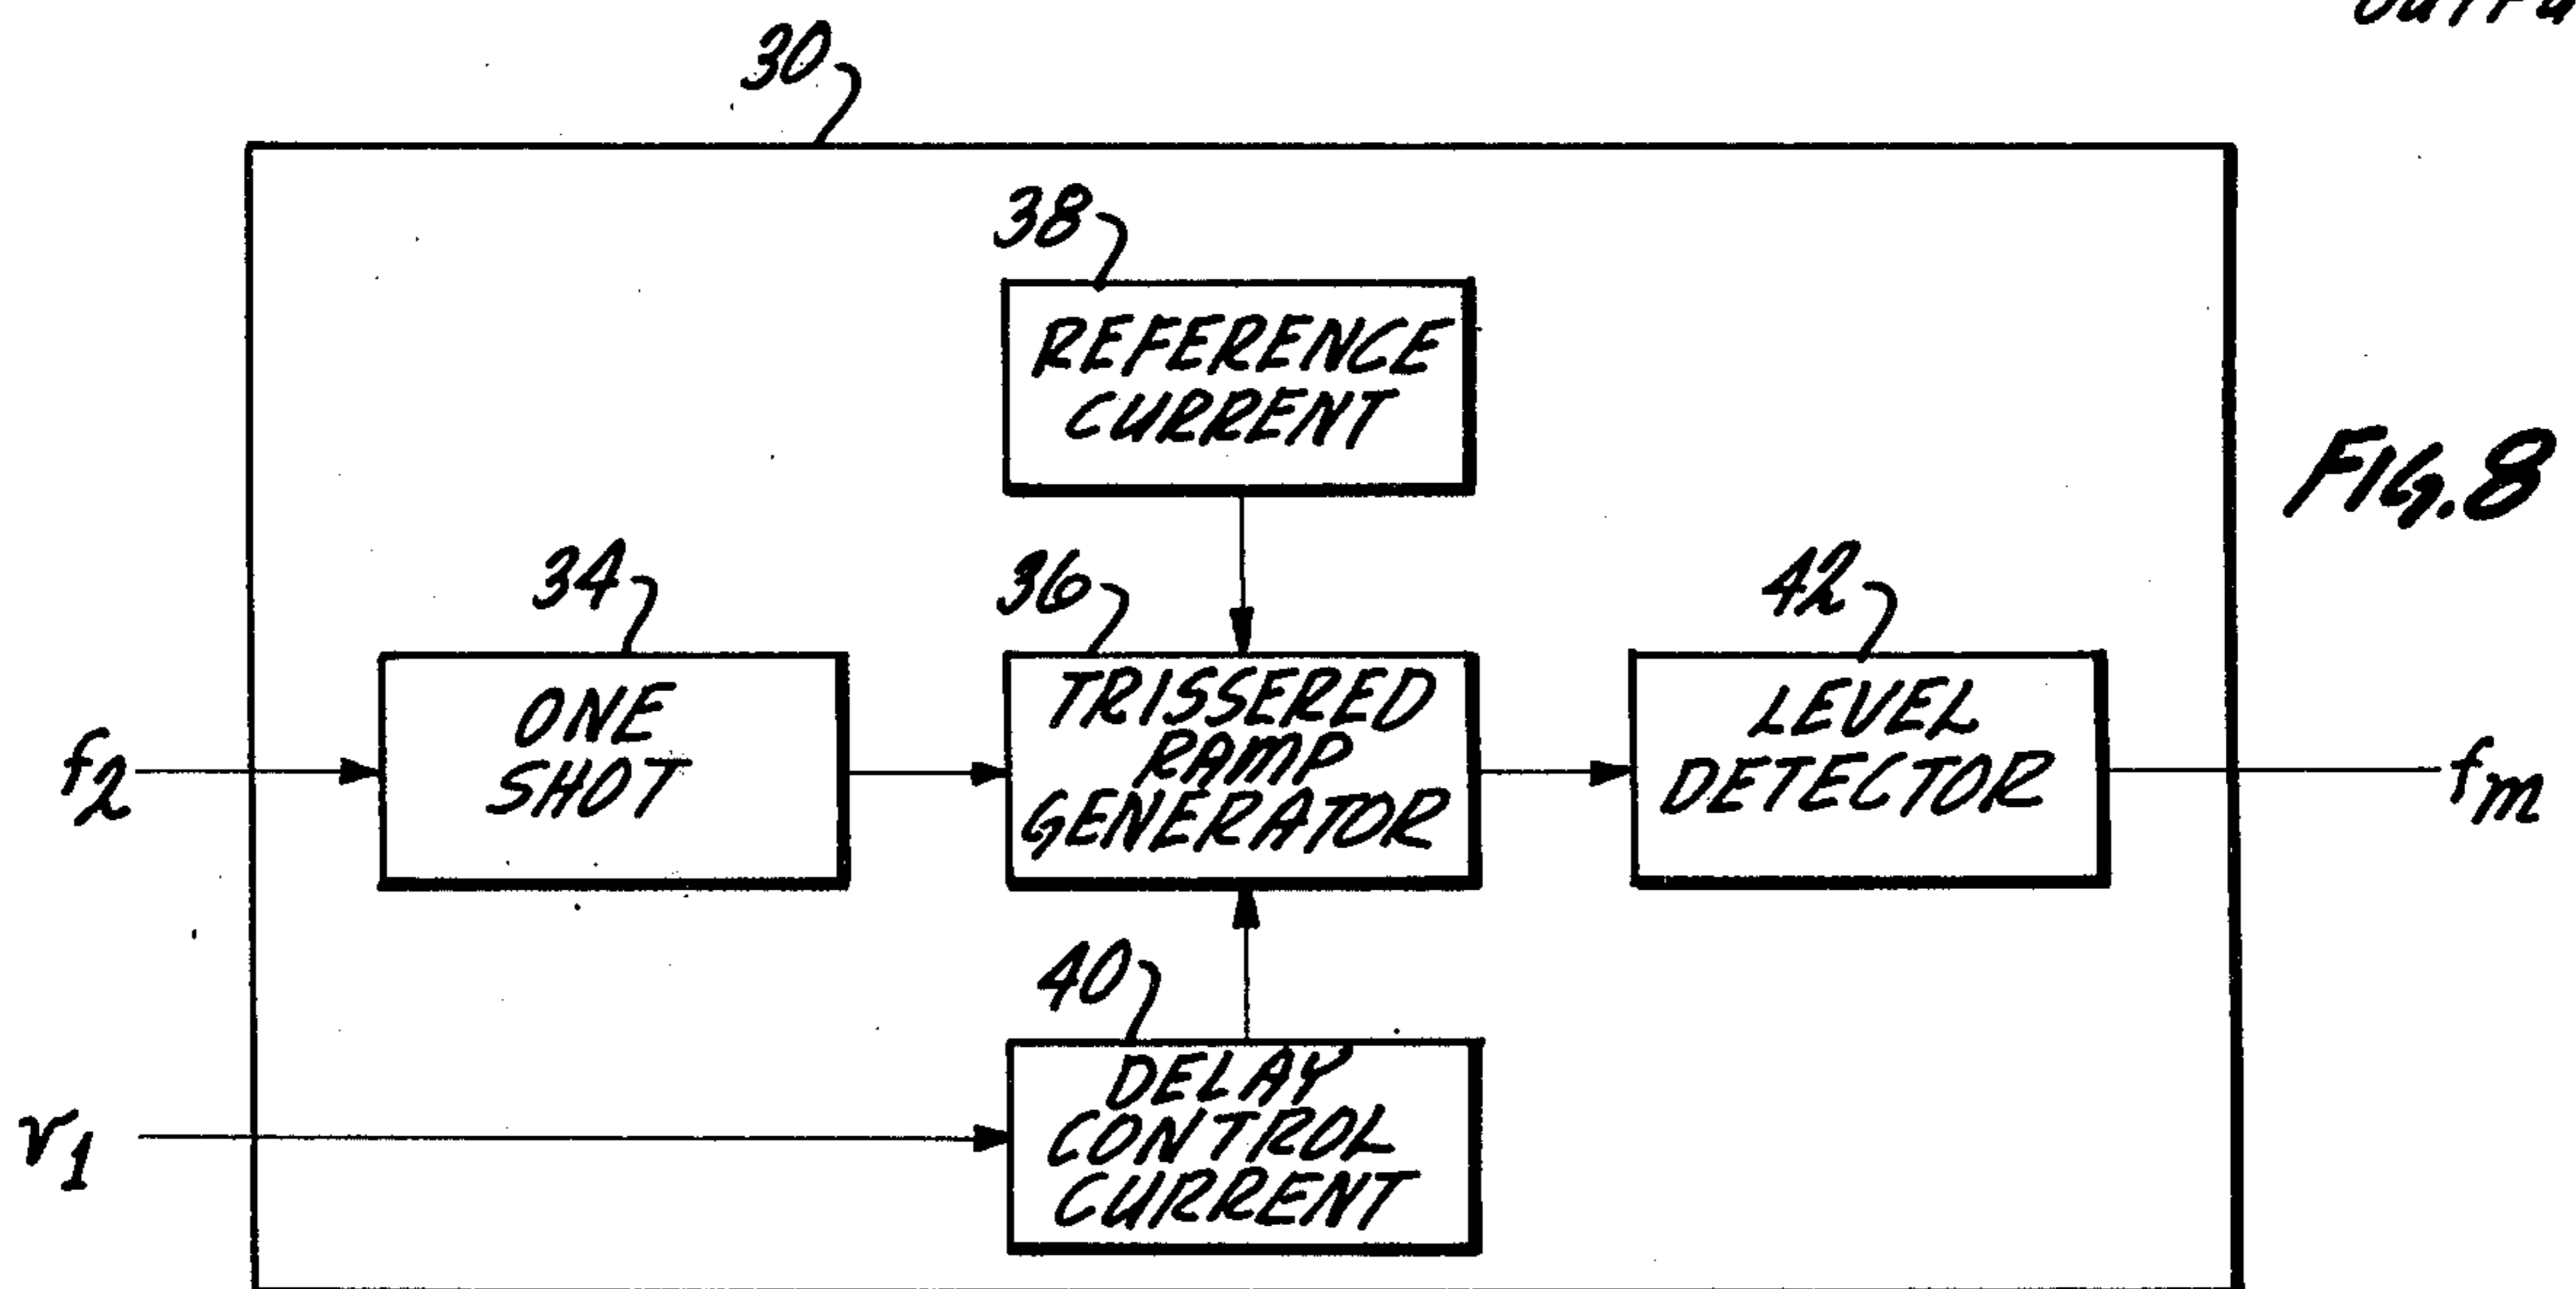 30
38
REFERENCE
CURRENT
FIG.8
34
36
42
ONE
SHOT
TRISSERED
RAMP
GENERATOR
LEVEL
DETECTOR
f2
fm
40
DELAY
CONTROL
CURRENT
v1